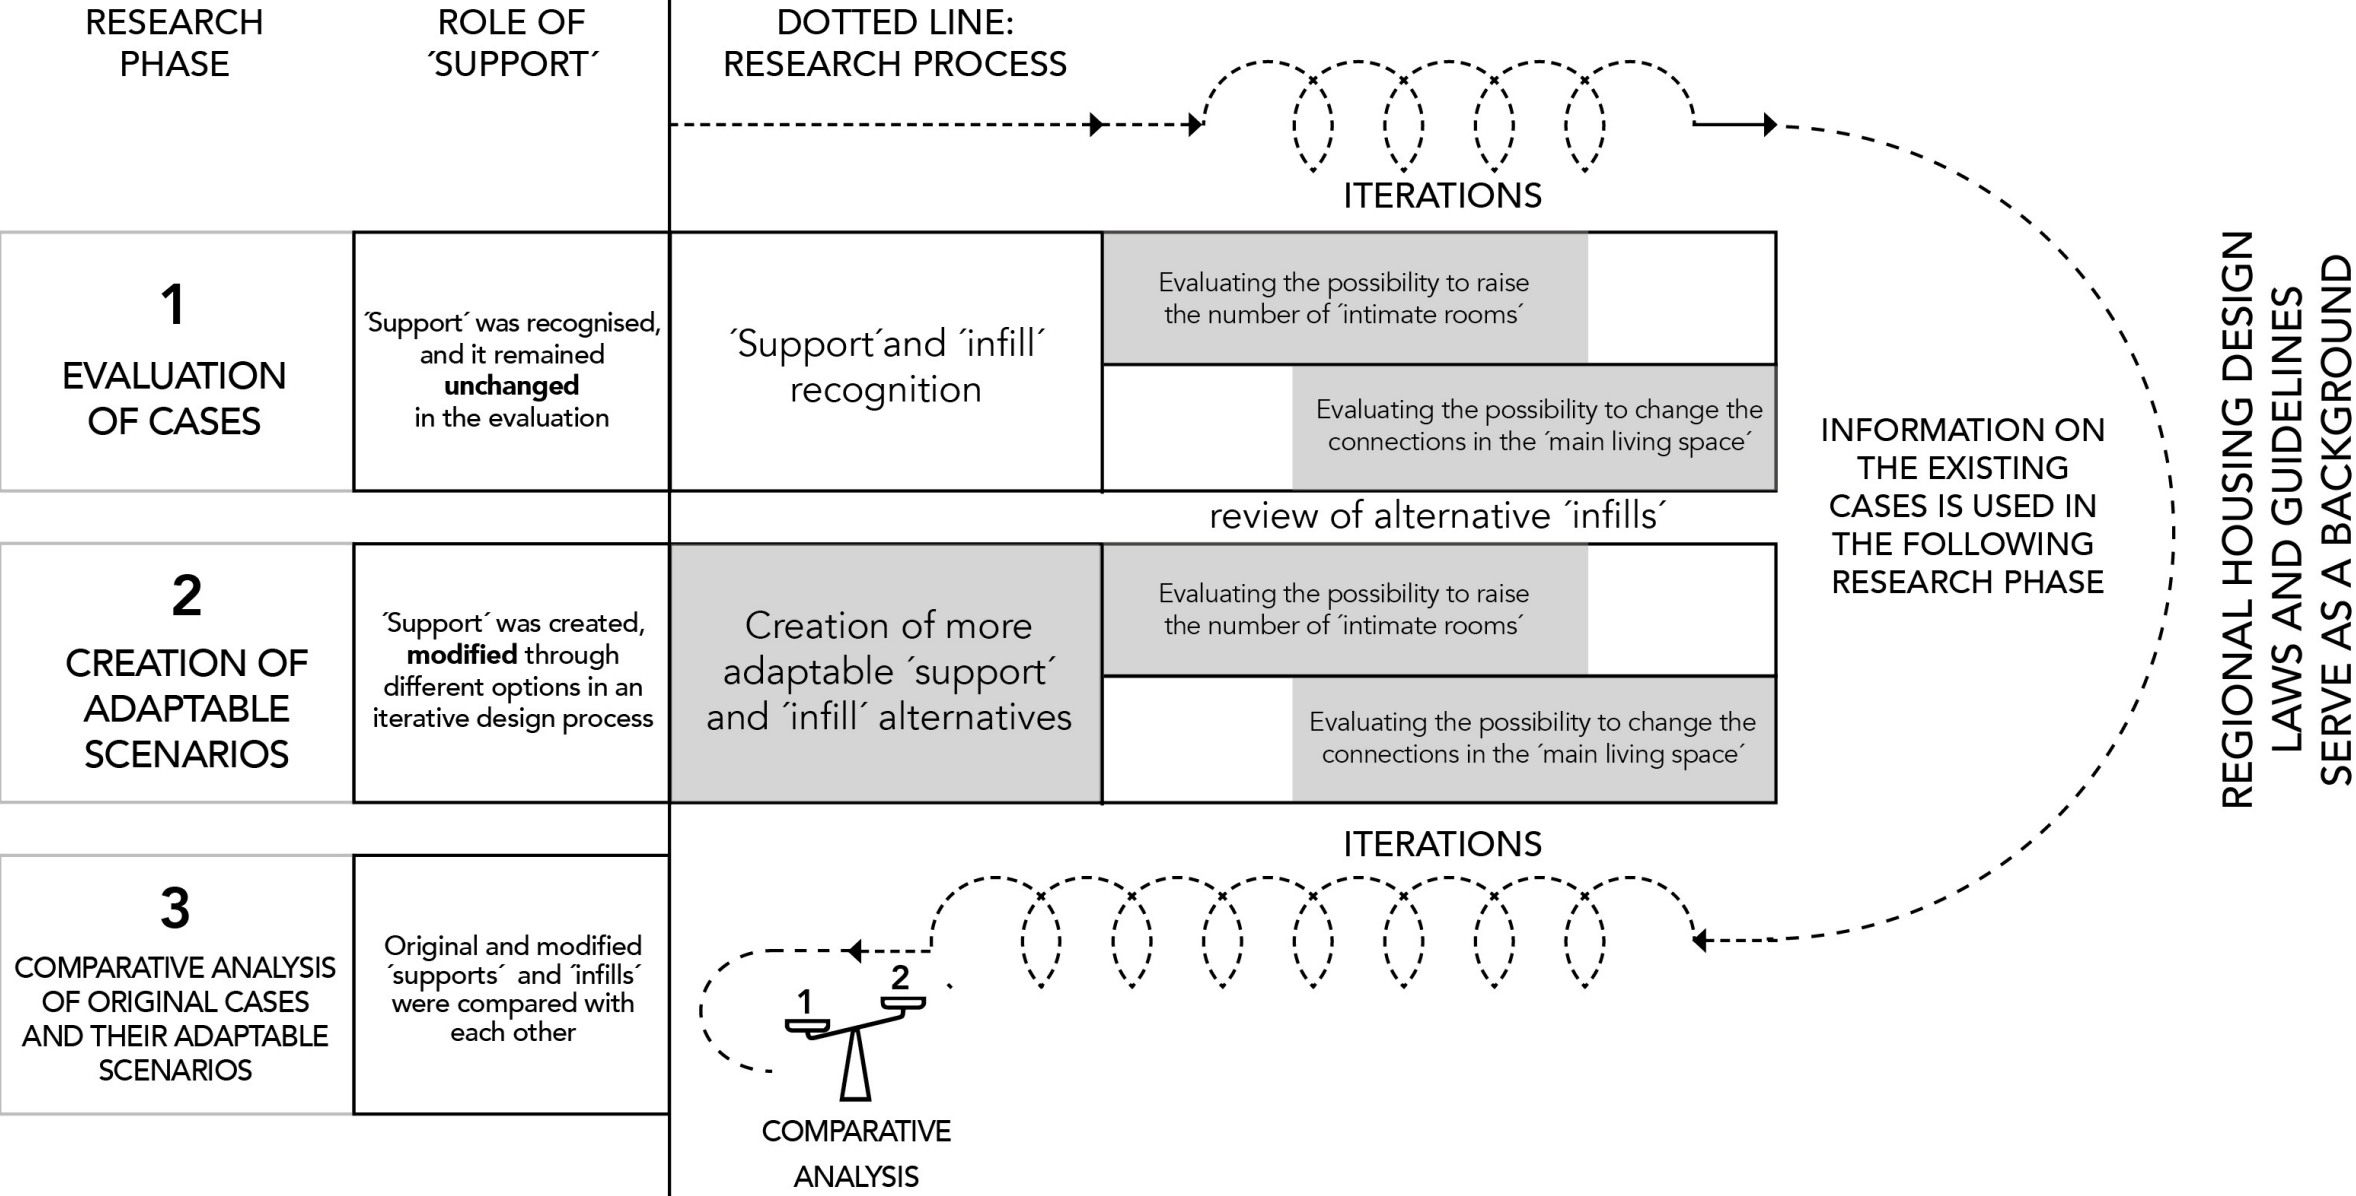 RESEARCH
PHASE
ROLE OF
´SUPPORT´
DOTTED LINE:
RESEARCH PROCESS
ITERATIONS
1
EVALUATION
OF CASES
´Support´ was recognised,
and it remained
unchanged
in the evaluation
´Support´and ´infill´
recognition
Evaluating the possibility to raise
the number of ´intimate rooms´
Evaluating the possibility to change the
connections in the ´main living space´
review of alternative ´infills´
2
CREATION OF
ADAPTABLE
SCENARIOS
´Support´ was created,
modified through
different options in an
iterative design process
Creation of more
adaptable ´support´
and ´infill´ alternatives
Evaluating the possibility to raise
the number of ´intimate rooms´
Evaluating the possibility to change the
connections in the ´main living space´
INFORMATION ON
THE EXISTING
CASES IS USED IN
THE FOLLOWING
RESEARCH PHASE
REGIONAL HOUSING DESIGN
LAWS AND GUIDELINES
SERVE AS A BACKGROUND
ITERATIONS
3
COMPARATIVE ANALYSIS
OF ORIGINAL CASES
AND THEIR ADAPTABLE
SCENARIOS
Original and modified
´supports´ and ´infills´
were compared with
each other
1
2
COMPARATIVE
ANALYSIS